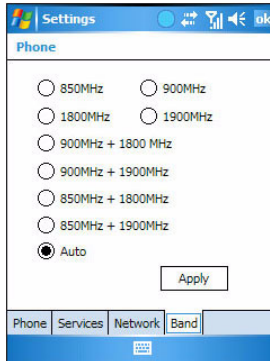 Settings ok
Phone
850MHz 900MHz
1800MHz 1900MHz
900MHz + 1800 MHz
900MHz + 1900MHz
850MHz + 1800MHz
850MHz + 1900MHz
Auto
Apply
Phone Services Network Band